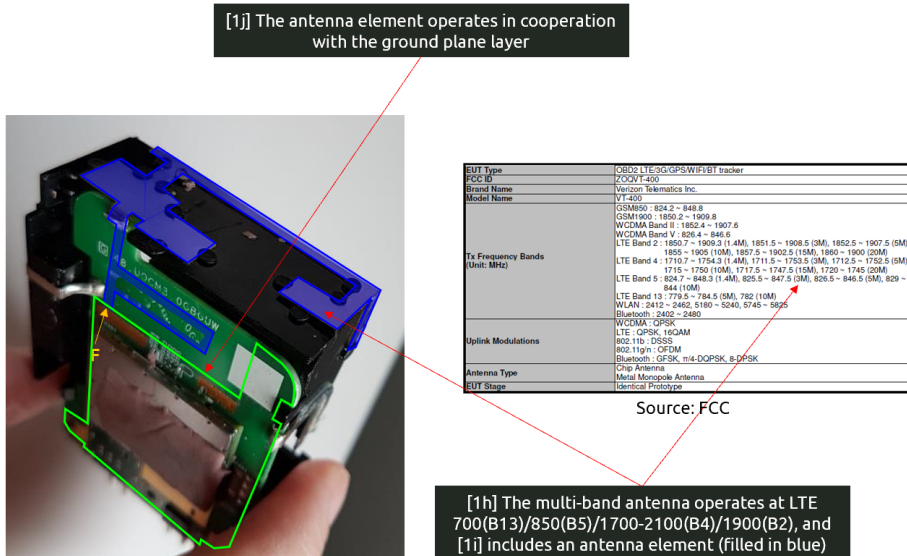 [1j] The antenna element operates in cooperation
with the ground plane layer
48.UQCM3.0GBGUW
F
EUT Type OBD2 LTE/3G/GPS/WIFI/BT tracker
FCC ID ZOQVT-400
Brand Name Verizon Telematics Inc.
Model Name VT-400
Tx Frequency Bands
(Unit: MHz)
GSM850 : 824.2 ~ 848.8
GSM1900 : 1850.2 ~ 1909.8
WCDMA Band II : 1852.4 ~ 1907.6
WCDMA Band V : 826.4 ~ 846.6
LTE Band 2 : 1850.7 ~ 1909.3 (1.4M), 1851.5 ~ 1908.5 (3M), 1852.5 ~ 1907.5 (5M)
1855 ~ 1905 (10M), 1857.5 ~ 1902.5 (15M), 1860 ~ 1900 (20M)
LTE Band 4 : 1710.7 ~ 1754.3 (1.4M), 1711.5 ~ 1753.5 (3M), 1712.5 ~ 1752.5 (5M)
1715 ~ 1750 (10M), 1717.5 ~ 1747.5 (15M), 1720 ~ 1745 (20M)
LTE Band 5 : 824.7 ~ 848.3 (1.4M), 825.5 ~ 847.5 (3M), 826.5 ~ 846.5 (5M), 829 ~
844 (10M)
LTE Band 13 : 779.5 ~ 784.5 (5M), 782 (10M)
WLAN : 2412 ~ 2462, 5180 ~ 5240, 5745 ~ 5825
Bluetooth : 2402 ~ 2480
Uplink Modulations
WCDMA : QPSK
LTE : QPSK, 16QAM
802.11b : DSSS
802.11g/n : OFDM
Bluetooth : GFSK, π/4-DQPSK, 8-DPSK
Antenna Type
Chip Antenna
Metal Monopole Antenna
EUT Stage Identical Prototype
Source: FCC
[1h] The multi-band antenna operates at LTE
700(B13)/850(B5)/1700-2100(B4)/1900(B2), and
[1i] includes an antenna element (filled in blue)